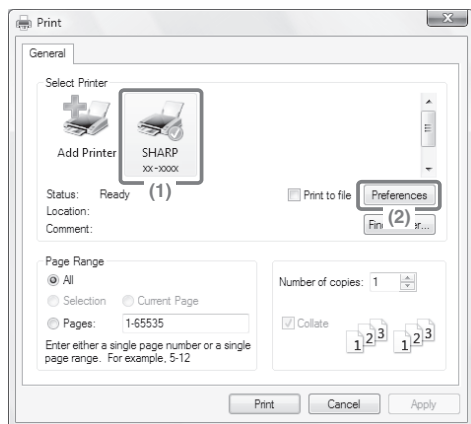 Print
General
Select Printer
Add Printer
SHARP
xx-xxxx
(1)
Status: Ready
Location:
Comment:
Print to file
Preferences
(2)
Page Range
All
Selection
Current Page
Pages: 1-65535
Enter either a single page number or a single
page range. For example, 5-12
Number of copies: 1
Collate
1 2 3 1 2 3
Print
Cancel
Apply